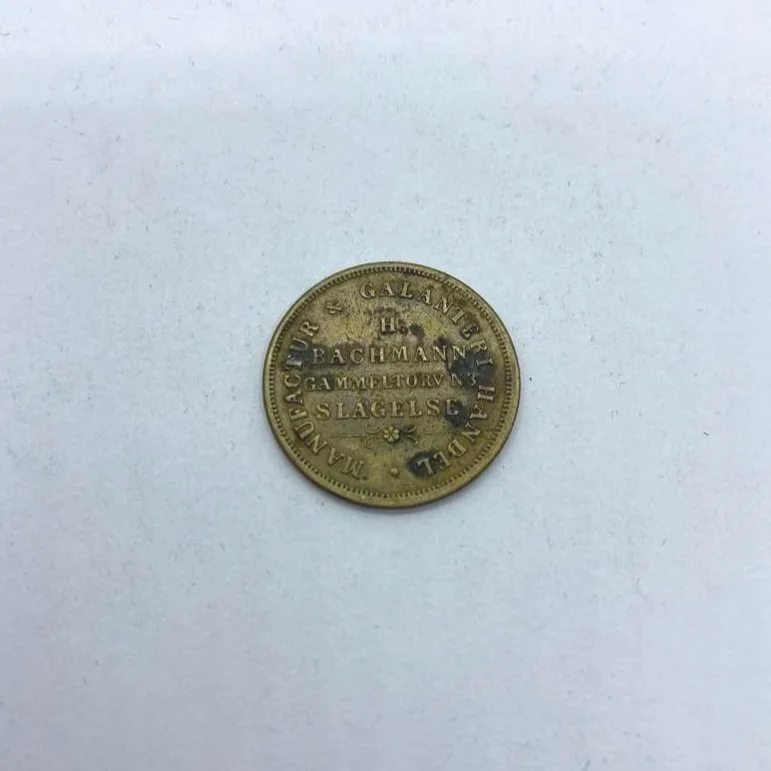 MANUFACTUR & GALANTERI HANDEL
H.
BACHMANN
GAMMELTORV N3
SLAGELSE